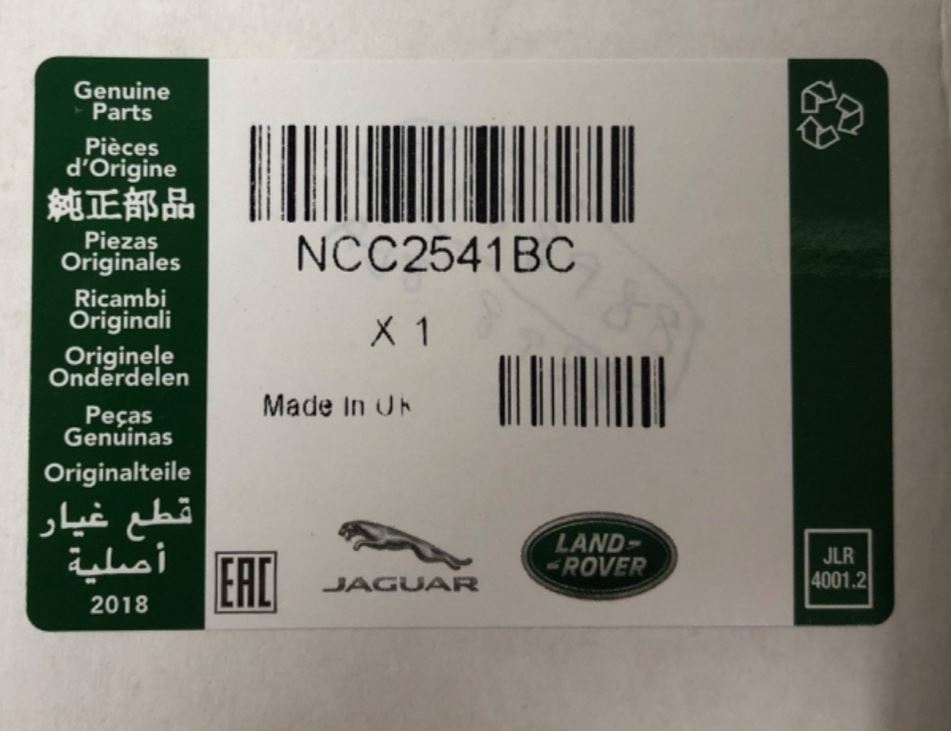 Genuine
Parts
Pièces
d'Origine
純正部品
Piezas
Originales
Ricambi
Originali
Originele
Onderdelen
Peças
Genuinas
Originalteile
قطع غيار
أصلية
2018
NCC2541BC
X 1
Made In UK
EAC
JAGUAR
LAND-
-ROVER
JLR
4001.2